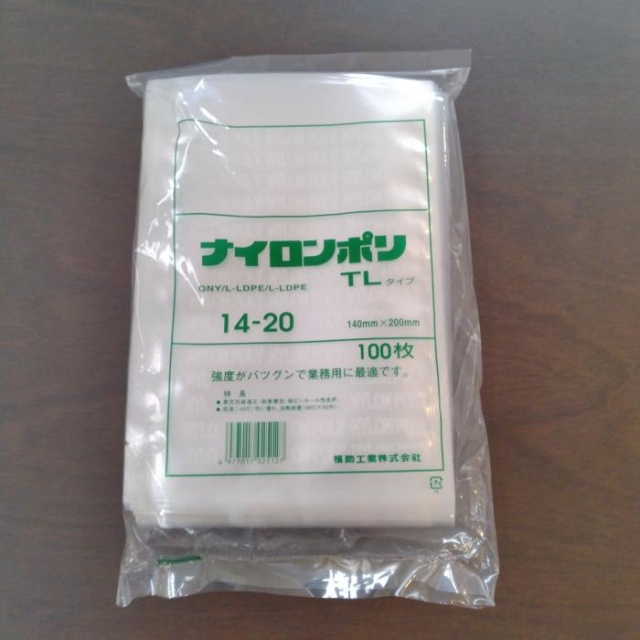 ナイロンポリ
ONY/L-LDPE/L-LDPE TLタイプ
14-20 140mm×200mm
100枚
強度がバツグンで業務用に最適です。
特長
福助工業株式会社